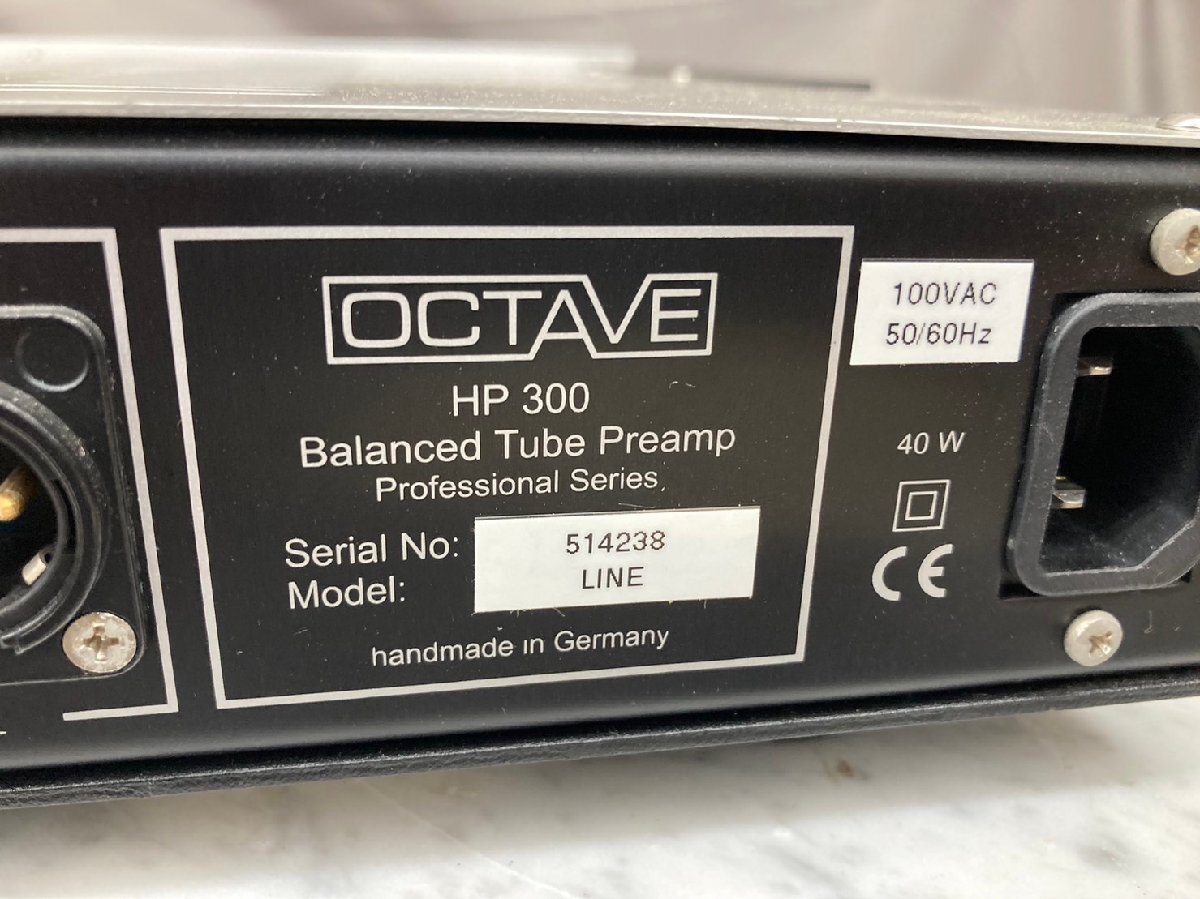 OCTAVE
HP 300
Balanced Tube Preamp
Professional Series
Serial No: 514238
Model: LINE
handmade in Germany
100VAC
50/60Hz
40 W
CE